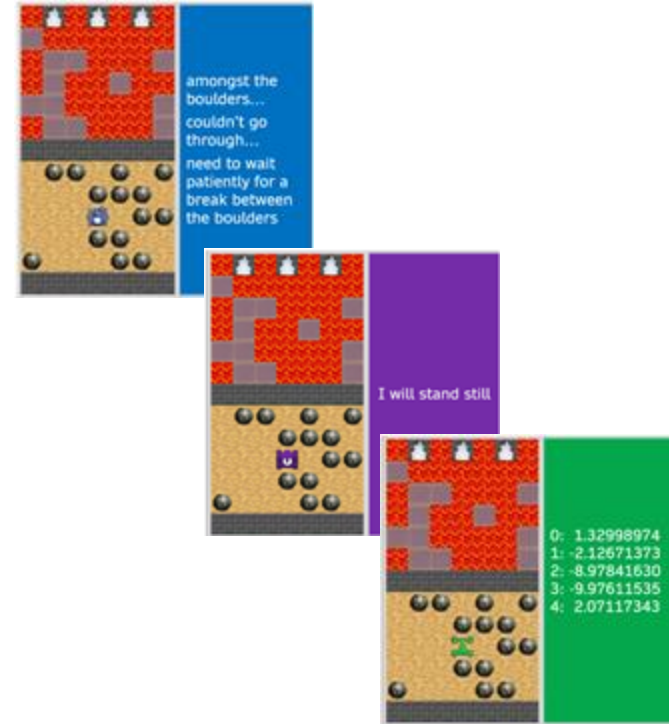 amongst the
boulders...
couldn't go
through...
need to wait
patiently for a
break between
the boulders
I will stand still
0: 1.32998974
1: -2.12671373
2: -8.97841630
3: -9.97611535
4: 2.07117343